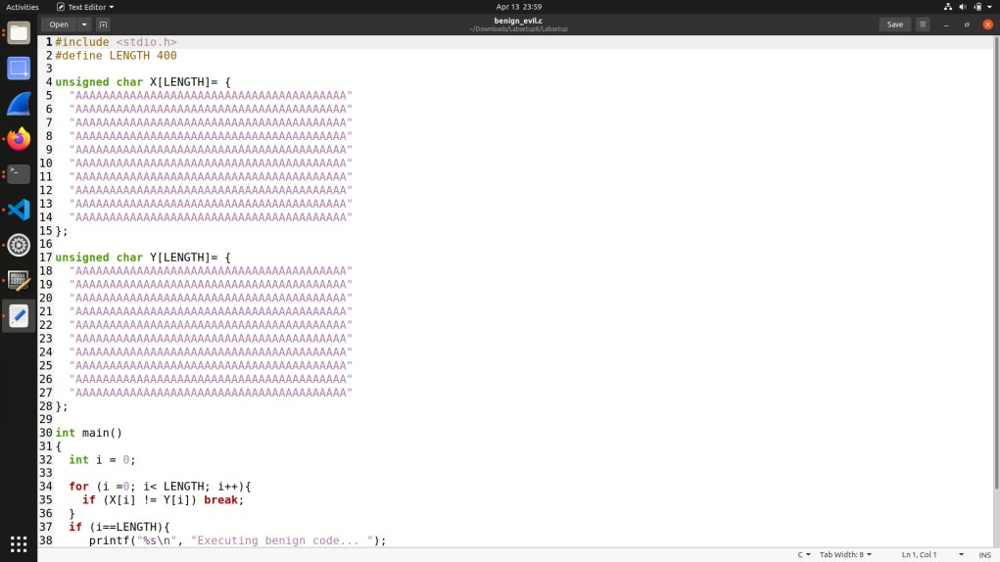 Activities Text Editor Apr 13 23:59
Open benign_evil.c Save
~/Downloads/Labsetup8/Labsetup
1 #include <stdio.h>
2 #define LENGTH 400
3
4 unsigned char X[LENGTH]= {
5 "AAAAAAAAAAAAAAAAAAAAAAAAAAAAAAAAAAAAAAAA"
6 "AAAAAAAAAAAAAAAAAAAAAAAAAAAAAAAAAAAAAAAA"
7 "AAAAAAAAAAAAAAAAAAAAAAAAAAAAAAAAAAAAAAAA"
8 "AAAAAAAAAAAAAAAAAAAAAAAAAAAAAAAAAAAAAAAA"
9 "AAAAAAAAAAAAAAAAAAAAAAAAAAAAAAAAAAAAAAAA"
10 "AAAAAAAAAAAAAAAAAAAAAAAAAAAAAAAAAAAAAAAA"
11 "AAAAAAAAAAAAAAAAAAAAAAAAAAAAAAAAAAAAAAAA"
12 "AAAAAAAAAAAAAAAAAAAAAAAAAAAAAAAAAAAAAAAA"
13 "AAAAAAAAAAAAAAAAAAAAAAAAAAAAAAAAAAAAAAAA"
14 "AAAAAAAAAAAAAAAAAAAAAAAAAAAAAAAAAAAAAAAA"
15 };
16
17 unsigned char Y[LENGTH]= {
18 "AAAAAAAAAAAAAAAAAAAAAAAAAAAAAAAAAAAAAAAA"
19 "AAAAAAAAAAAAAAAAAAAAAAAAAAAAAAAAAAAAAAAA"
20 "AAAAAAAAAAAAAAAAAAAAAAAAAAAAAAAAAAAAAAAA"
21 "AAAAAAAAAAAAAAAAAAAAAAAAAAAAAAAAAAAAAAAA"
22 "AAAAAAAAAAAAAAAAAAAAAAAAAAAAAAAAAAAAAAAA"
23 "AAAAAAAAAAAAAAAAAAAAAAAAAAAAAAAAAAAAAAAA"
24 "AAAAAAAAAAAAAAAAAAAAAAAAAAAAAAAAAAAAAAAA"
25 "AAAAAAAAAAAAAAAAAAAAAAAAAAAAAAAAAAAAAAAA"
26 "AAAAAAAAAAAAAAAAAAAAAAAAAAAAAAAAAAAAAAAA"
27 "AAAAAAAAAAAAAAAAAAAAAAAAAAAAAAAAAAAAAAAA"
28 };
29
30 int main()
31 {
32 int i = 0;
33
34 for (i =0; i< LENGTH; i++){
35 if (X[i] != Y[i]) break;
36 }
37 if (i==LENGTH){
38 printf("%s\n", "Executing benign code... ");
C Tab Width: 8 Ln 1, Col 1 INS